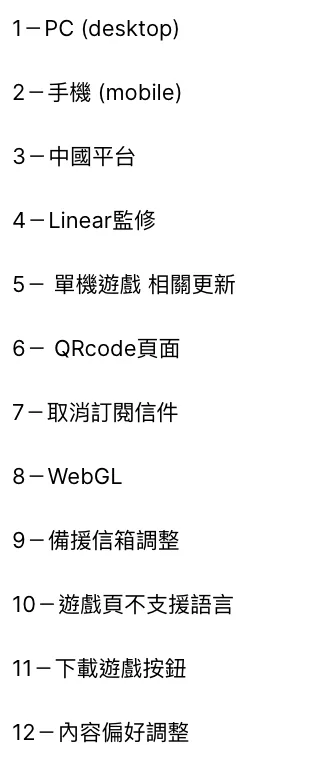 1－PC (desktop)
2－手機 (mobile)
3－中國平台
4－Linear監修
5－ 單機遊戲 相關更新
6－ QRcode頁面
7－取消訂閱信件
8－WebGL
9－備援信箱調整
10－遊戲頁不支援語言
11－下載遊戲按鈕
12－內容偏好調整